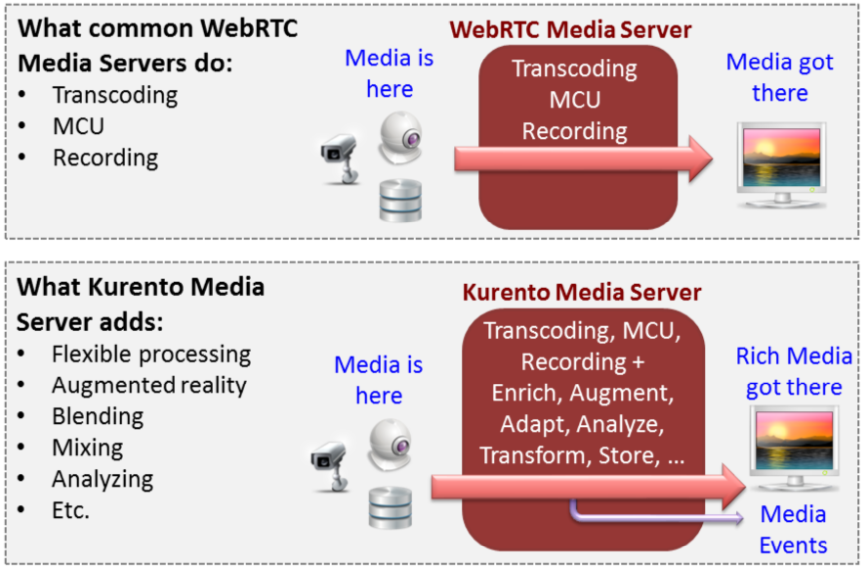 What common WebRTC
Media Servers do:
• Transcoding
• MCU
• Recording
Media is
here
WebRTC Media Server
Transcoding
MCU
Recording
Media got
there
What Kurento Media
Server adds:
• Flexible processing
• Augmented reality
• Blending
• Mixing
• Analyzing
• Etc.
Media is
here
Kurento Media Server
Transcoding, MCU,
Recording +
Enrich, Augment,
Adapt, Analyze,
Transform, Store, ...
Rich Media
got there
Media
Events